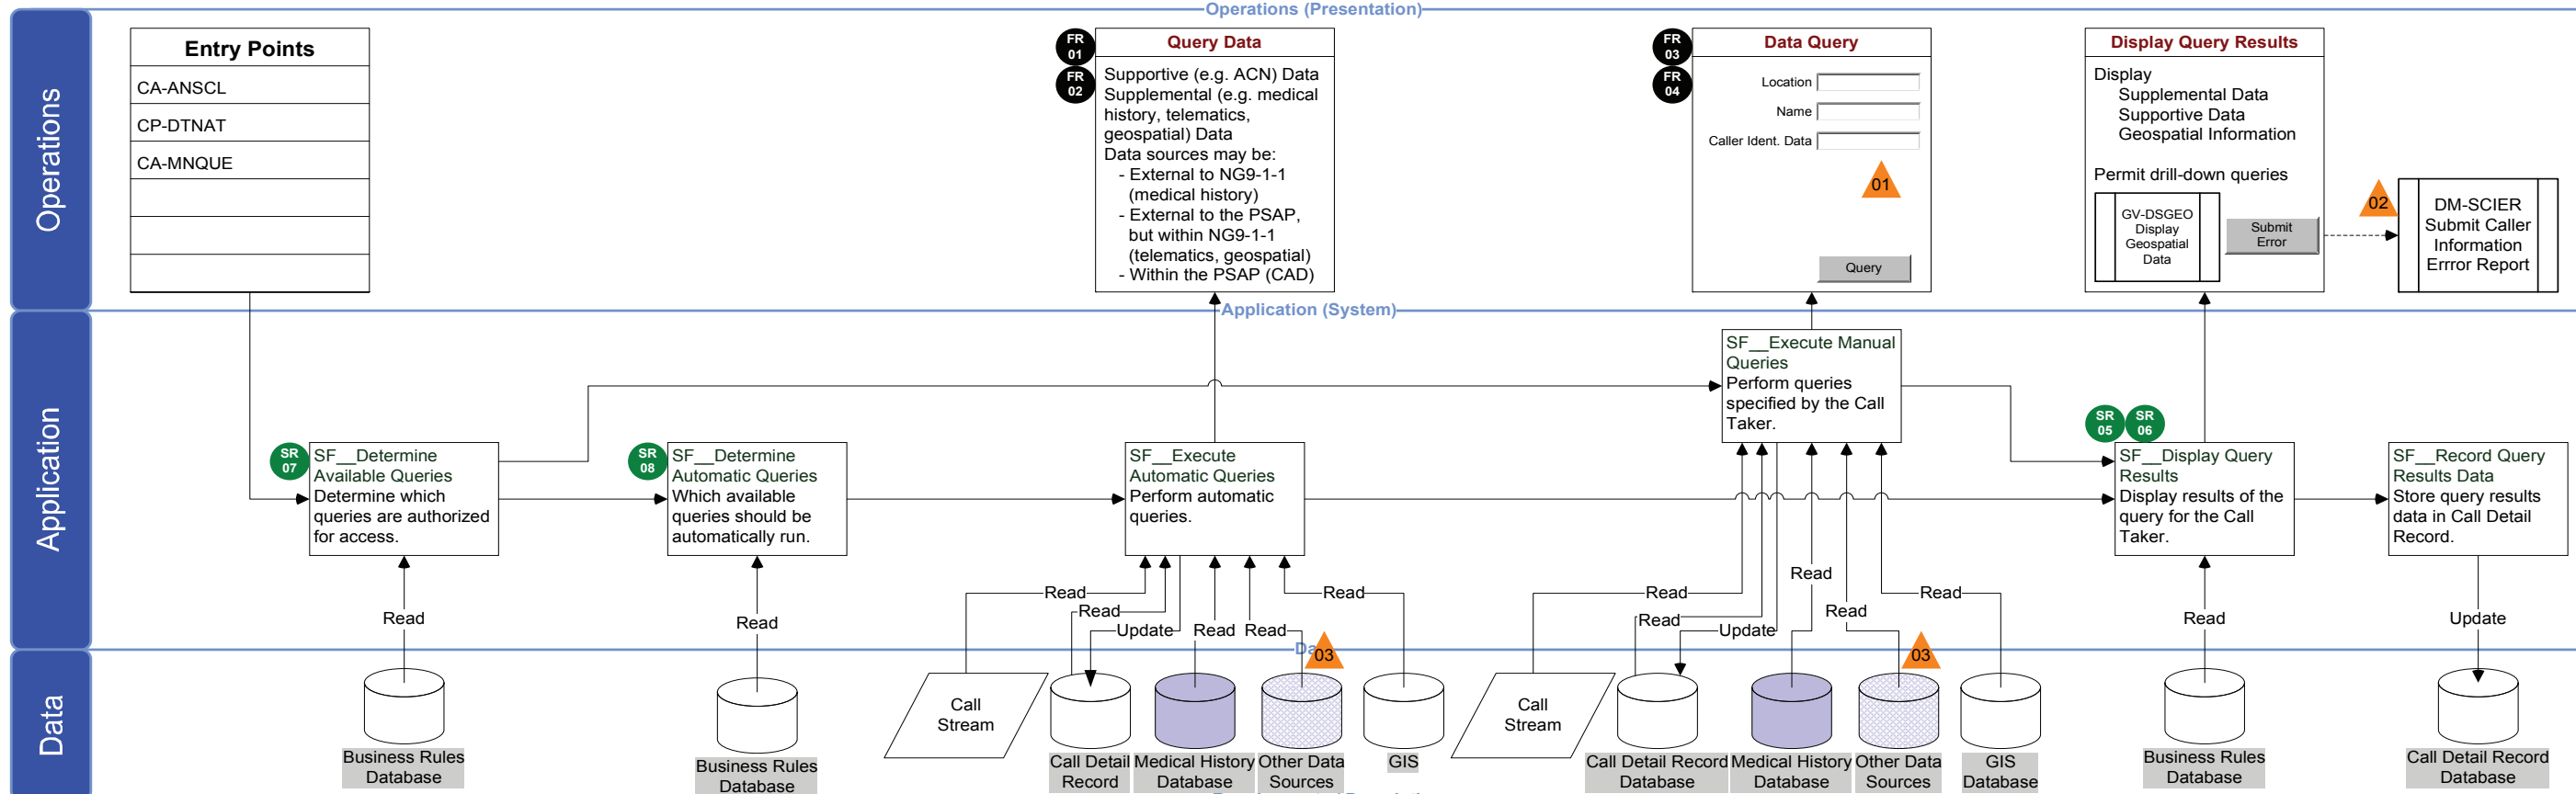 Operations (Presentation)
Operations
Entry Points
CA-ANSCL
CP-DTNAT
CA-MNQUE
FR
01
FR
02
Query Data
Supportive (e.g. ACN) Data
Supplemental (e.g. medical
history, telematics,
geospatial) Data
Data sources may be:
- External to NG9-1-1
(medical history)
- External to the PSAP,
but within NG9-1-1
(telematics, geospatial)
- Within the PSAP (CAD)
FR
03
FR
04
Data Query
Location
Name
Caller Ident. Data
01
Query
Display Query Results
Display
Supplemental Data
Supportive Data
Geospatial Information
Permit drill-down queries
GV-DSGEO
Display
Geospatial
Data
Submit
Error
02
DM-SCIER
Submit Caller
Information
Errror Report
Application (System)
Application
SR
07
SF__Determine
Available Queries
Determine which
queries are authorized
for access.
SR
08
SF__Determine
Automatic Queries
Which available
queries should be
automatically run.
SF__Execute
Automatic Queries
Perform automatic
queries.
SF__Execute Manual
Queries
Perform queries
specified by the Call
Taker.
SR
05
SR
06
SF__Display Query
Results
Display results of the
query for the Call
Taker.
SF__Record Query
Results Data
Store query results
data in Call Detail
Record.
Read
Read
Read
Read
Update
Read
Read
Read
Read
Read
Update
Read
Read
Read
Read
Update
Data
03
03
Business Rules
Database
Business Rules
Database
Call
Stream
Call Detail
Record
Medical History
Database
Other Data
Sources
GIS
Call
Stream
Call Detail Record
Database
Medical History
Database
Other Data
Sources
GIS
Database
Business Rules
Database
Call Detail Record
Database